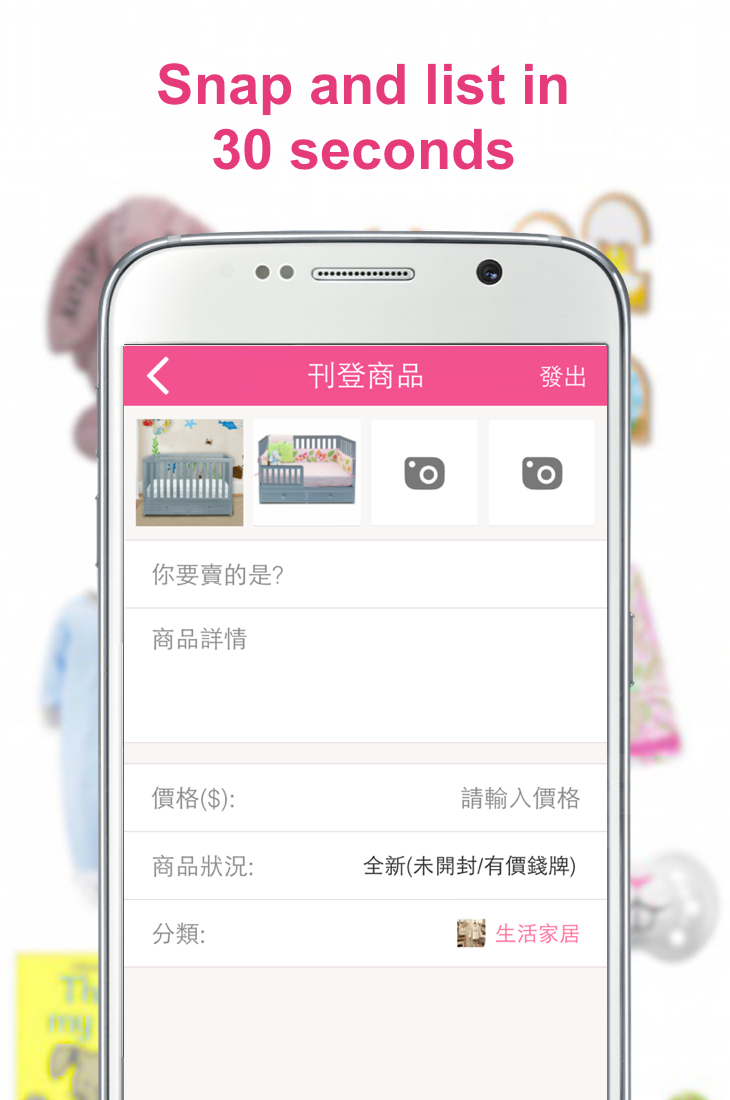 Snap and list in
30 seconds
刊登商品
發出
你要賣的是?
商品詳情
價格($):
請輸入價格
商品狀況:
全新(未開封/有價錢牌)
分類:
生活家居
my